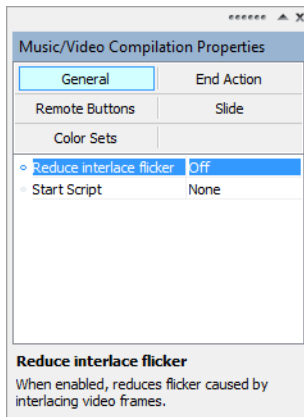 Music/Video Compilation Properties
General End Action
Remote Buttons Slide
Color Sets
Reduce interlace flicker Off
Start Script None
Reduce interlace flicker
When enabled, reduces flicker caused by
interlacing video frames.